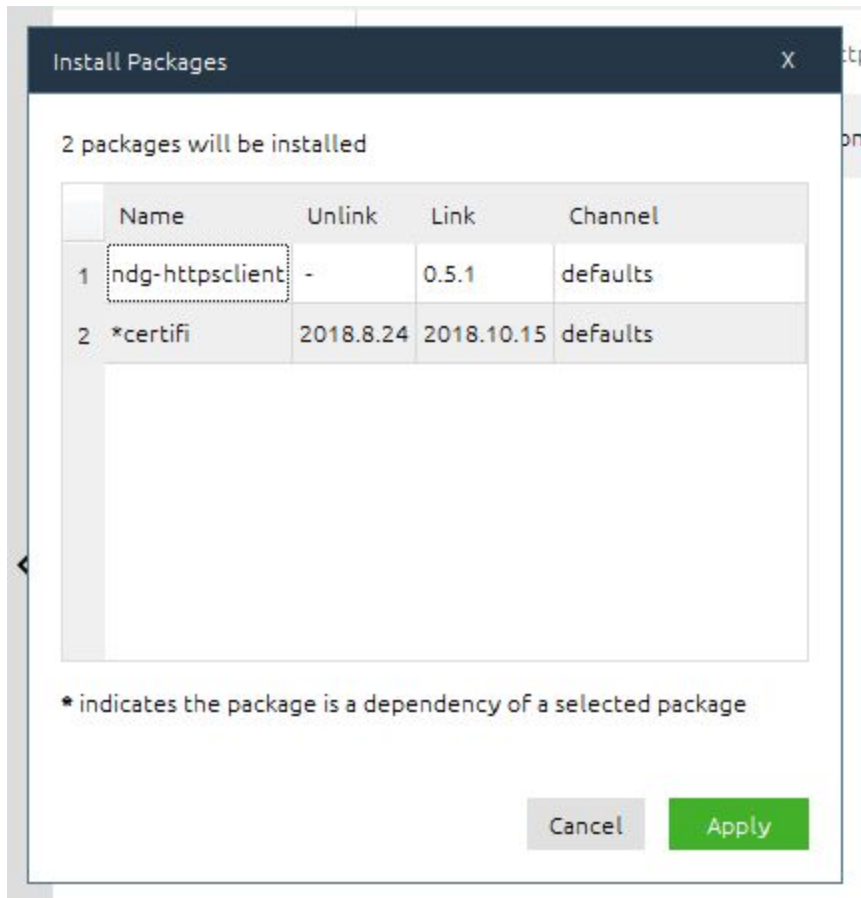 Install Packages X
2 packages will be installed
Name Unlink Link Channel
1 ndg-httpsclient - 0.5.1 defaults
2 *certifi 2018.8.24 2018.10.15 defaults
* indicates the package is a dependency of a selected package
Cancel Apply